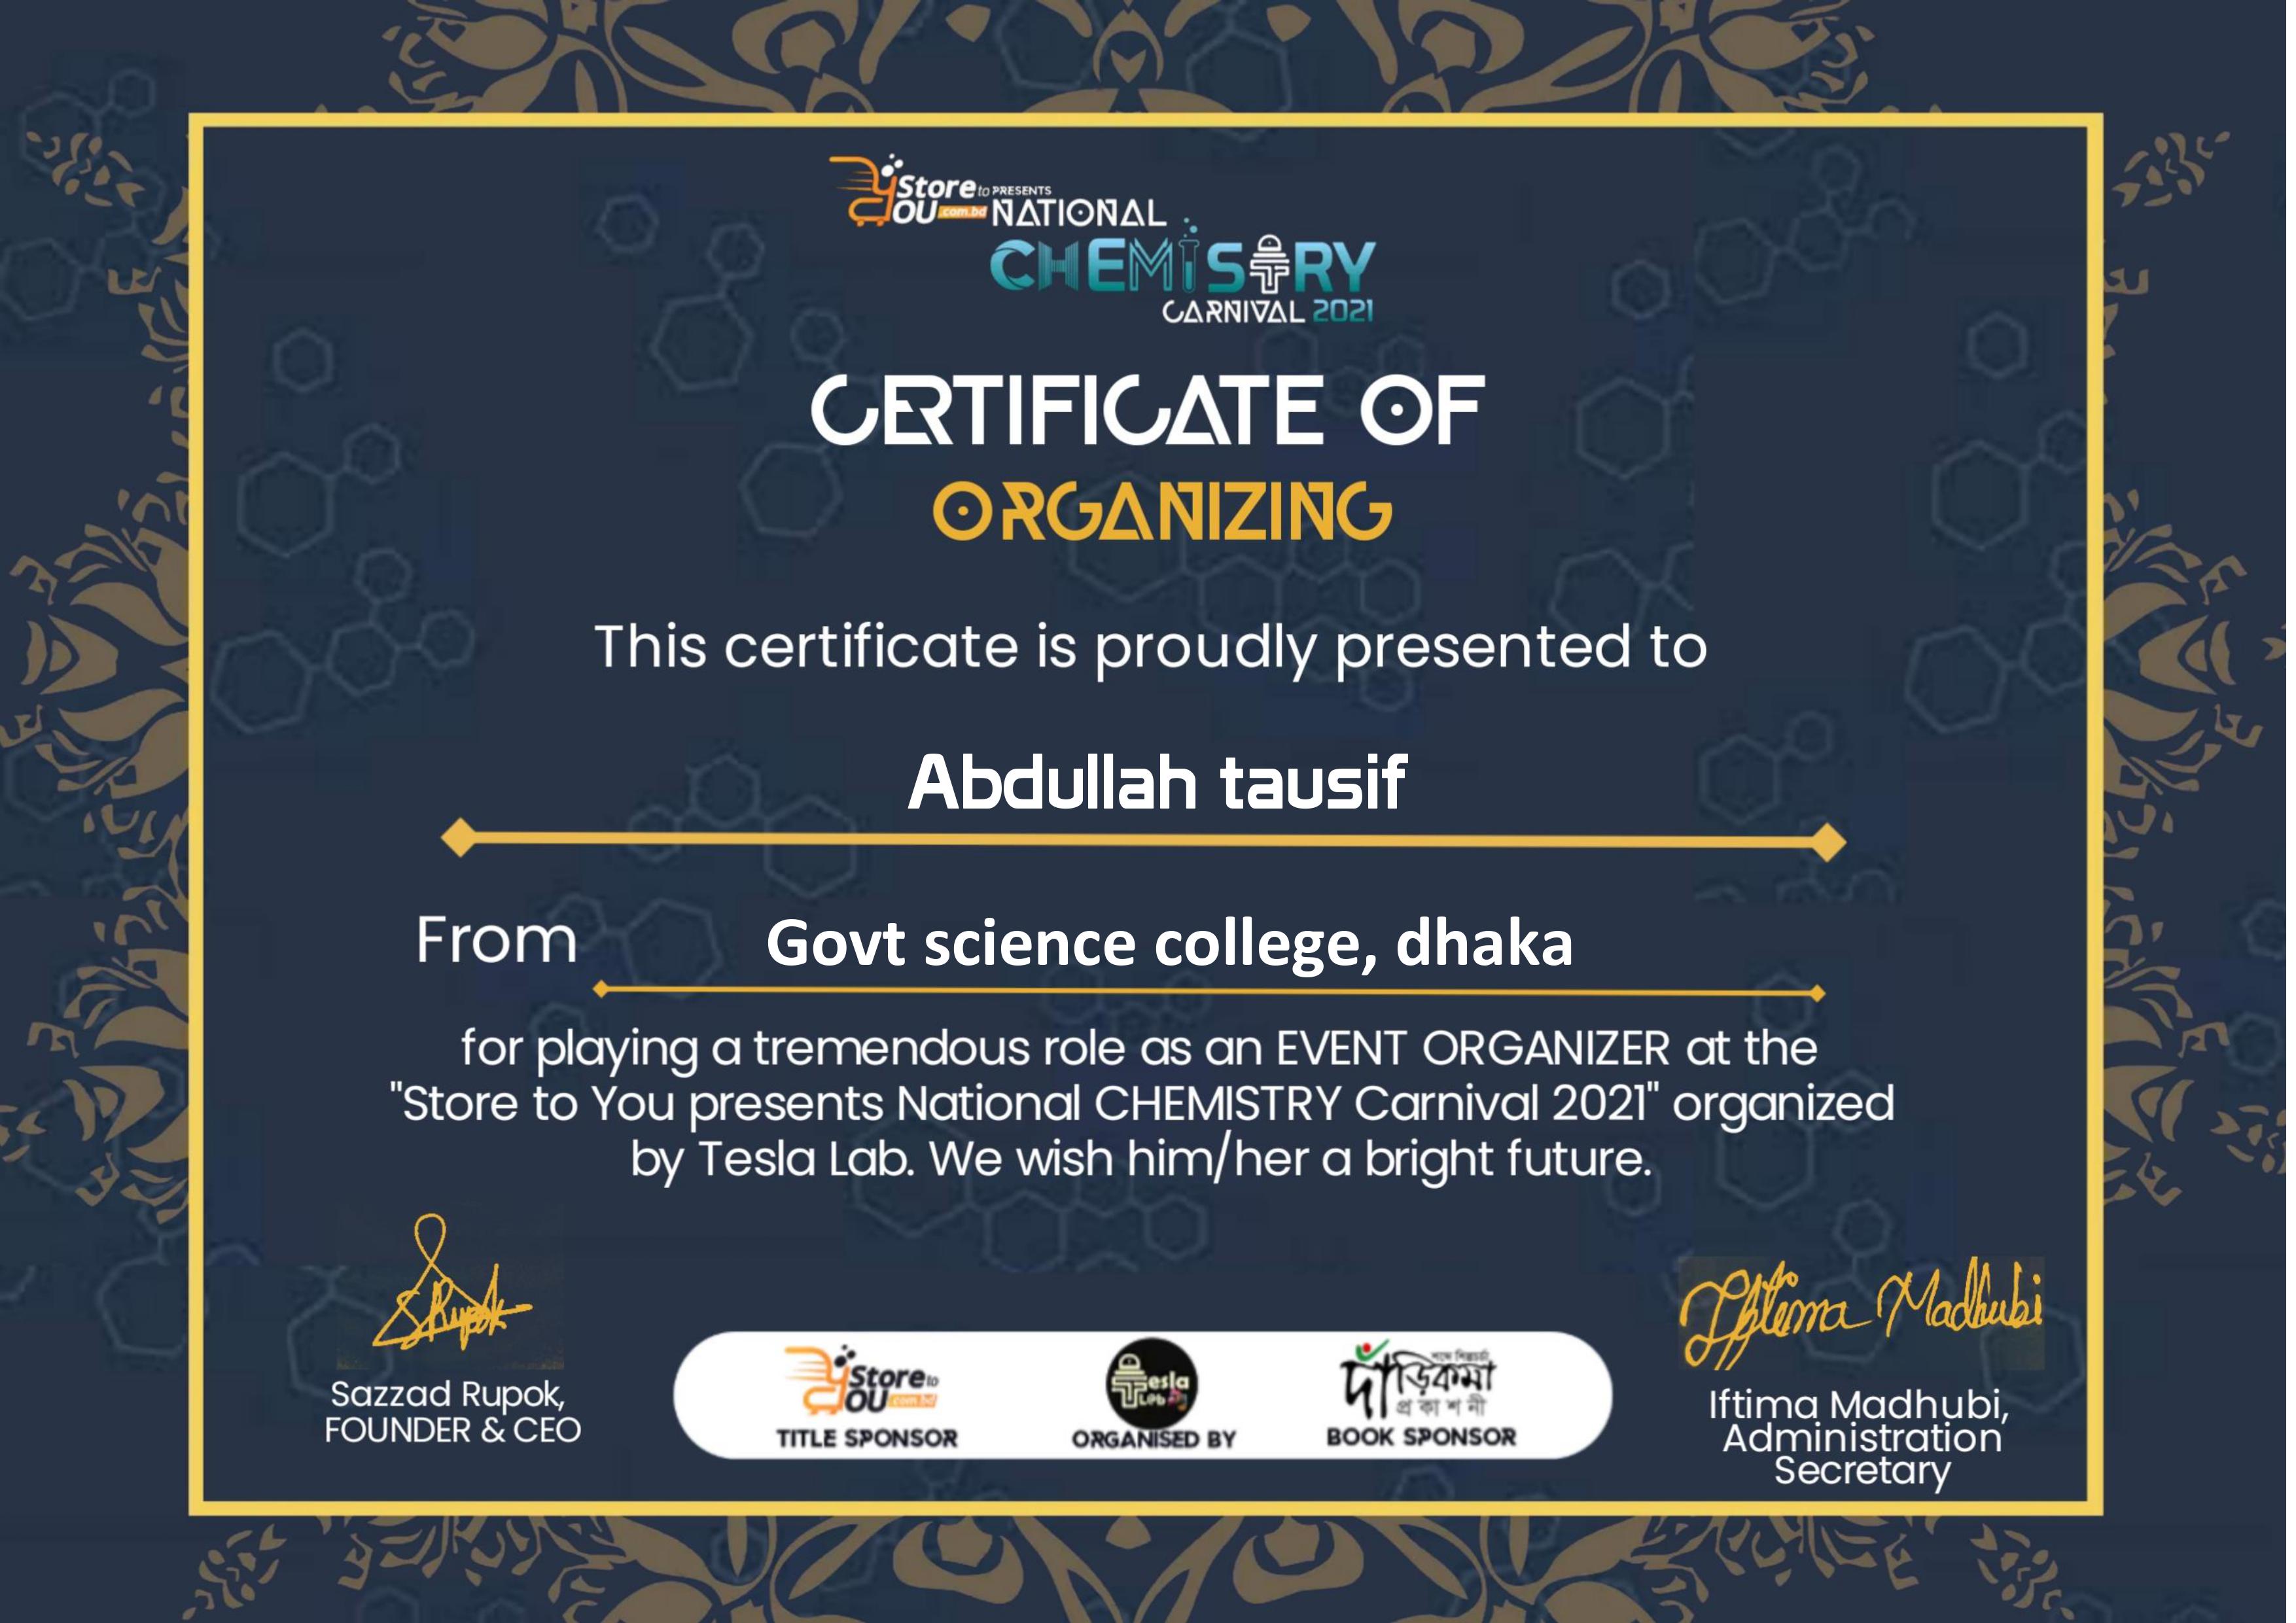 Store to PRESENTS
YOU .com.bd NATIONAL
CHEMISTRY
CARNIVAL 2021
CERTIFICATE OF
ORGANIZING
This certificate is proudly presented to
Abdullah tausif
From Govt science college, dhaka
for playing a tremendous role as an EVENT ORGANIZER at the
"Store to You presents National CHEMISTRY Carnival 2021" organized
by Tesla Lab. We wish him/her a bright future.
S Rupok
Sazzad Rupok,
FOUNDER & CEO
Store to
YOU .com.bd
TITLE SPONSOR
Tesla
Lab
ORGANISED BY
দাঁড়িকমা
প্রকাশনী
BOOK SPONSOR
Iftima Madhubi
Iftima Madhubi,
Administration
Secretary